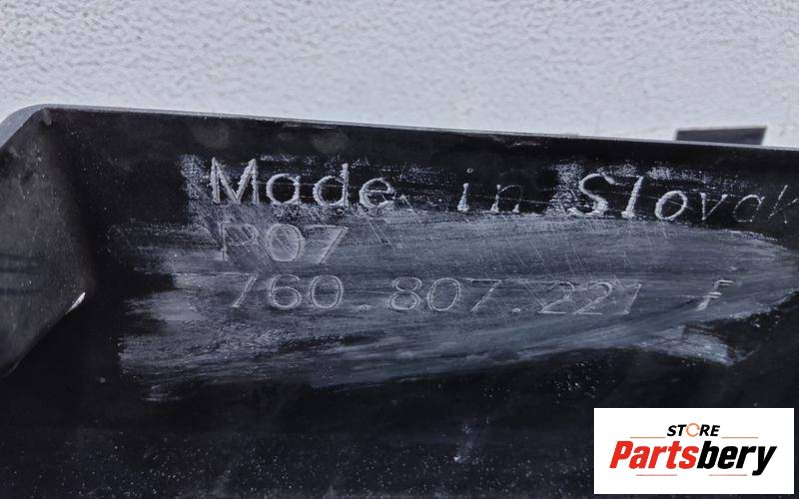 Made in Slovak
P07
760.807.221 F
STORE
Partsbery